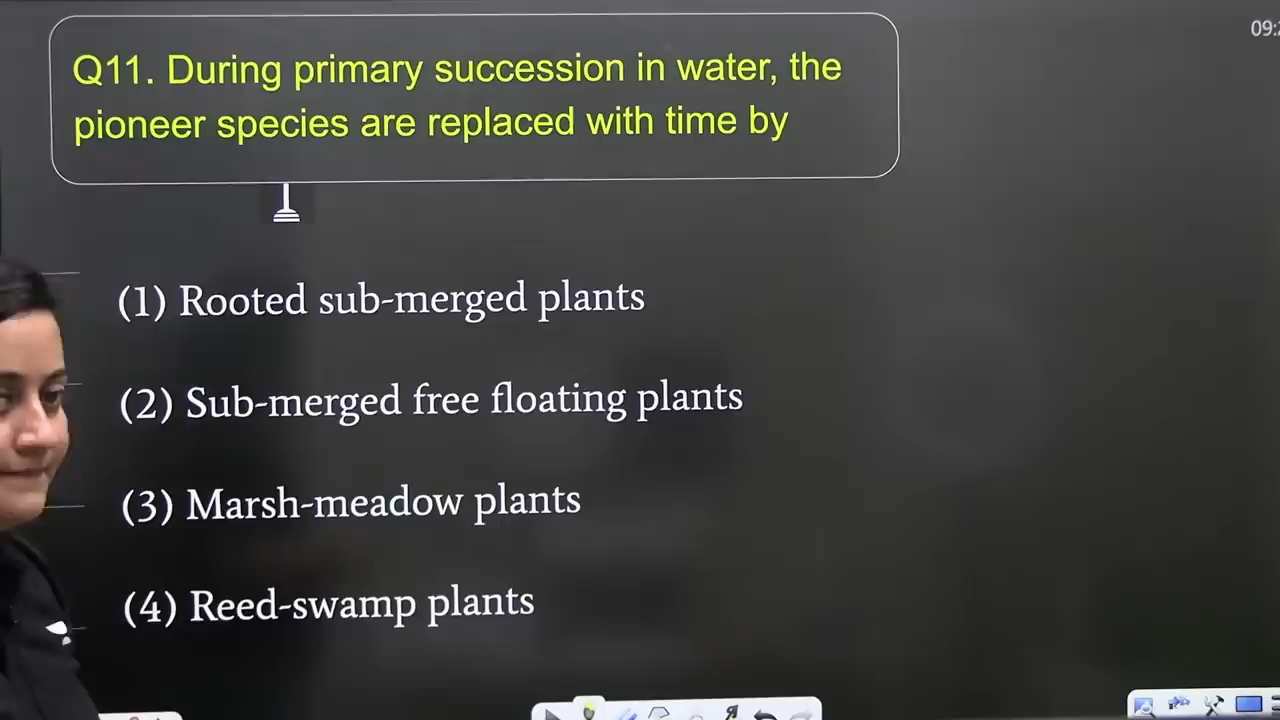 Q11. During primary succession in water, the
pioneer species are replaced with time by
(1) Rooted sub-merged plants
(2) Sub-merged free floating plants
(3) Marsh-meadow plants
(4) Reed-swamp plants